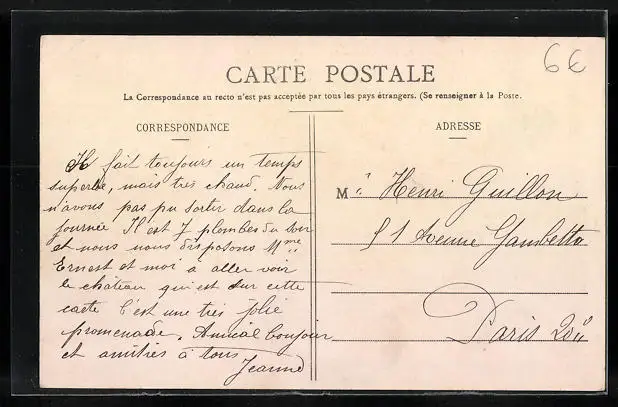 6€
CARTE POSTALE
La Correspondance au recto n'est pas acceptée par tous les pays étrangers. (Se renseigner à la Poste.
CORRESPONDANCE
Il fait toujours un temps
superbe, mais très chaud. Nous
n'avons pas pu sortir dans la
journée Il est 7 plombes du soir
et nous nous disposons Mme
Ernest et moi a aller voir
le château qui est sur cette
carte C'est une très jolie
promenade. Amical bonjour
et amitiés à tous
Jeanne
ADRESSE
M Henri Guillon
51 Avenue Gambetta
Paris 20e